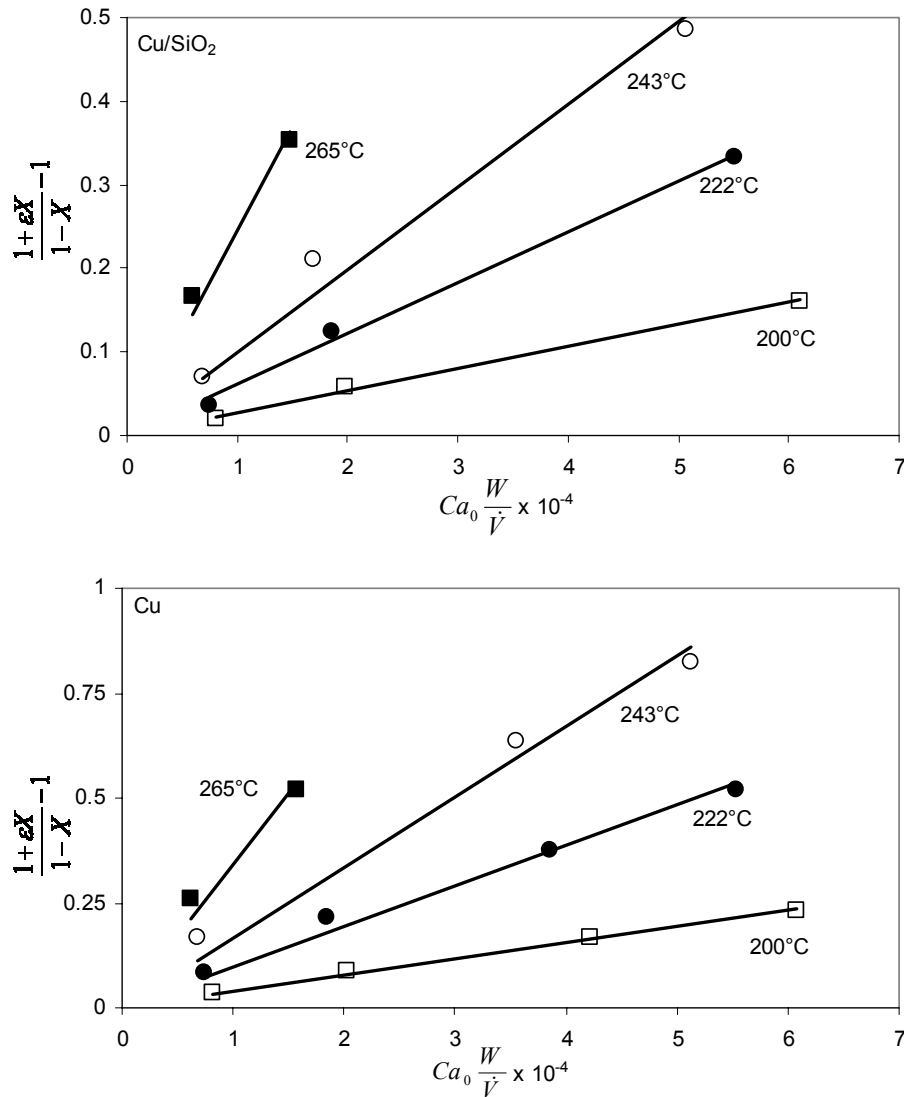 0.5
Cu/SiO₂
243°C
0.4
265°C
222°C
0.3
(1 + εX)/(1 − X) − 1
0.2
200°C
0.1
0
0 1 2 3 4 5 6 7
Ca₀ W/V̇ x 10⁻⁴
1
Cu
0.75
243°C
265°C
0.5
222°C
(1 + εX)/(1 − X) − 1
0.25
200°C
0
0 1 2 3 4 5 6 7
Ca₀ W/V̇ x 10⁻⁴